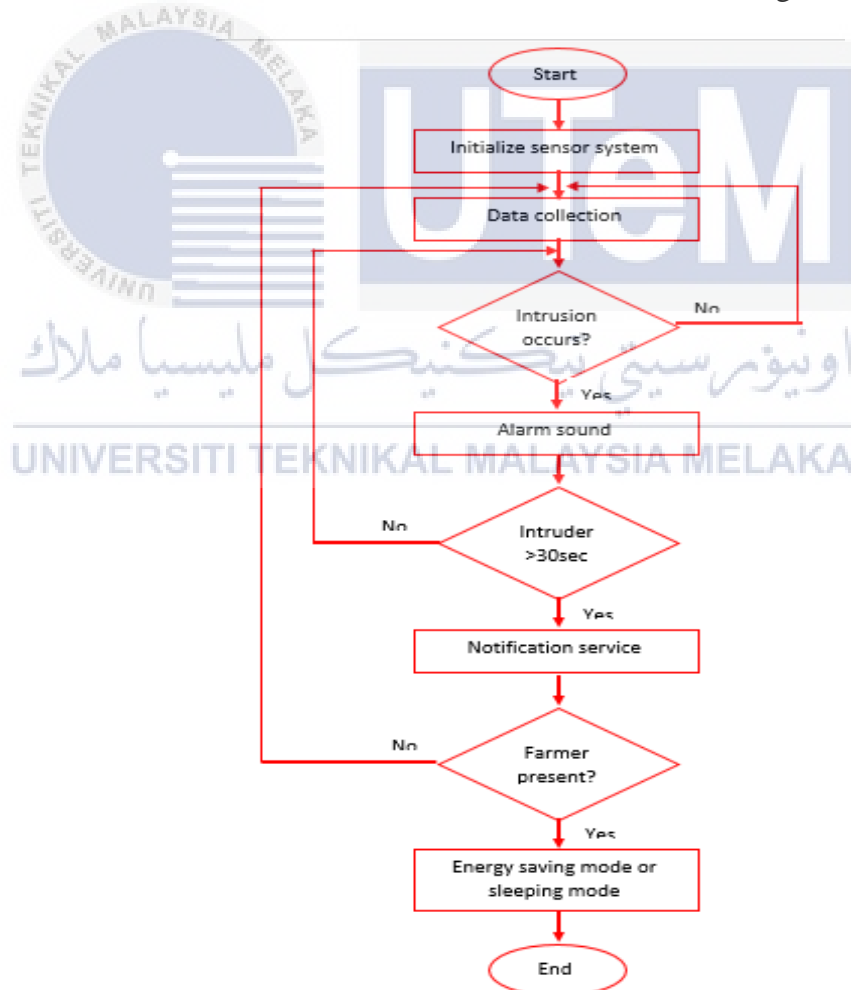 UNIVERSITI TEKNIKAL MALAYSIA MELAKA
UTeM
Start
Initialize sensor system
Data collection
Intrusion
occurs?
No
Yes
اونيۏرسيتي تيكنيكل مليسيا ملاك
UNIVERSITI TEKNIKAL MALAYSIA MELAKA
Alarm sound
Intruder
>30sec
No
Yes
Notification service
Farmer
present?
No
Yes
Energy saving mode or
sleeping mode
End